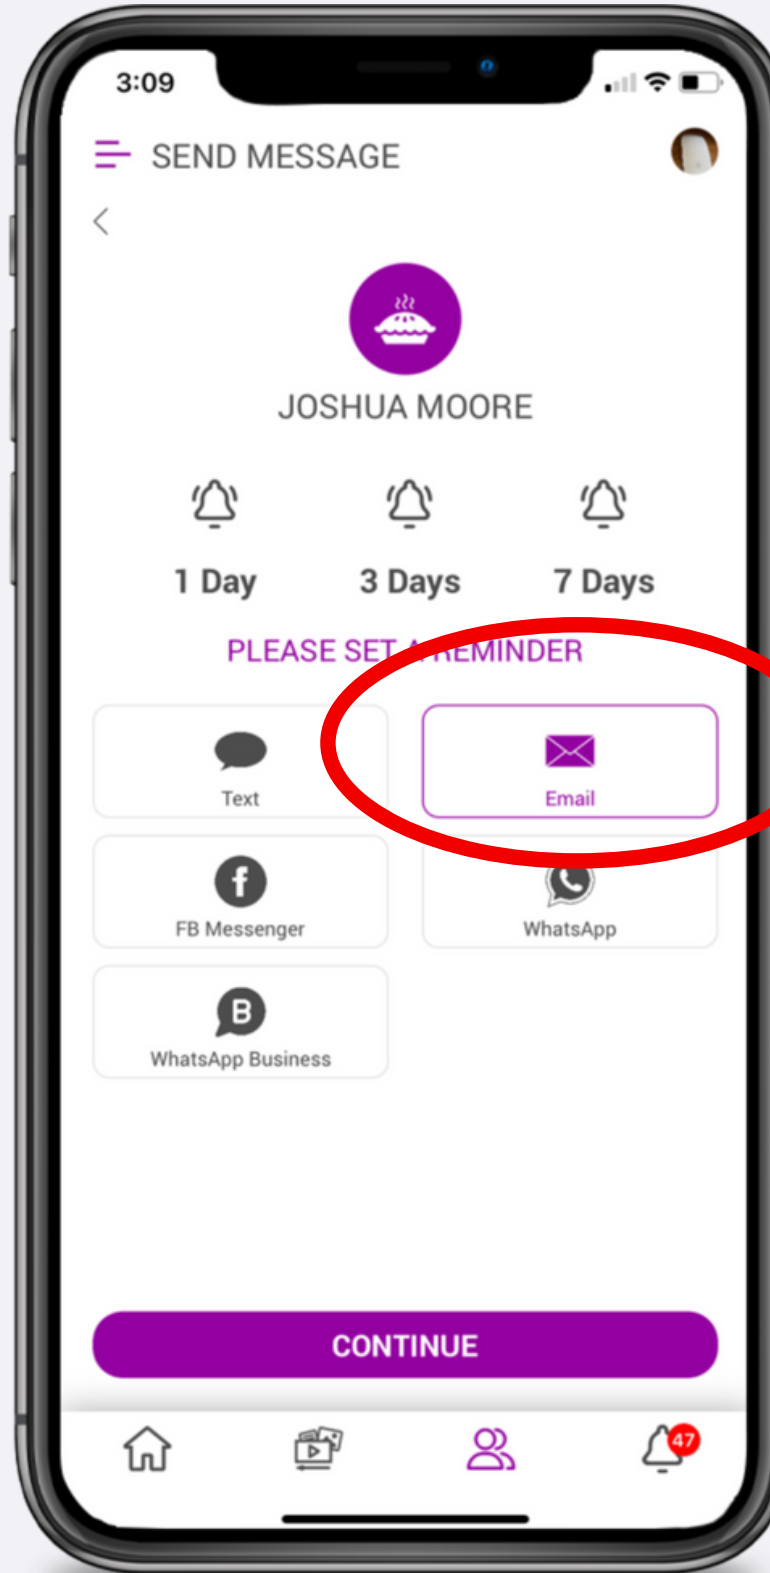 3:09
SEND MESSAGE
JOSHUA MOORE
1 Day 3 Days 7 Days
PLEASE SET A REMINDER
Text Email
f
FB Messenger WhatsApp
B
WhatsApp Business
CONTINUE
47